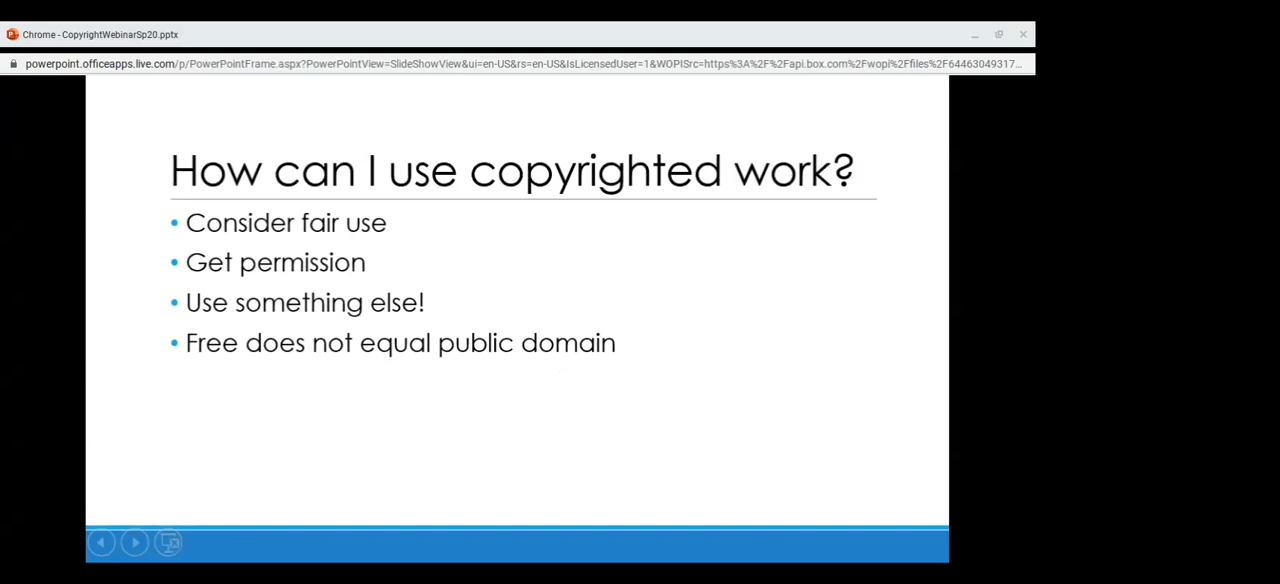 Chrome - CopyrightWebinarSp20.pptx
powerpoint.officeapps.live.com/p/PowerPointFrame.aspx?PowerPointView=SlideShowView&ui=en-US&rs=en-US&IsLicensedUser=1&WOPISrc=https%3A%2F%2Fapi.box.com%2Fwopi%2Ffiles%2F64463049317...
How can I use copyrighted work?
• Consider fair use
• Get permission
• Use something else!
• Free does not equal public domain